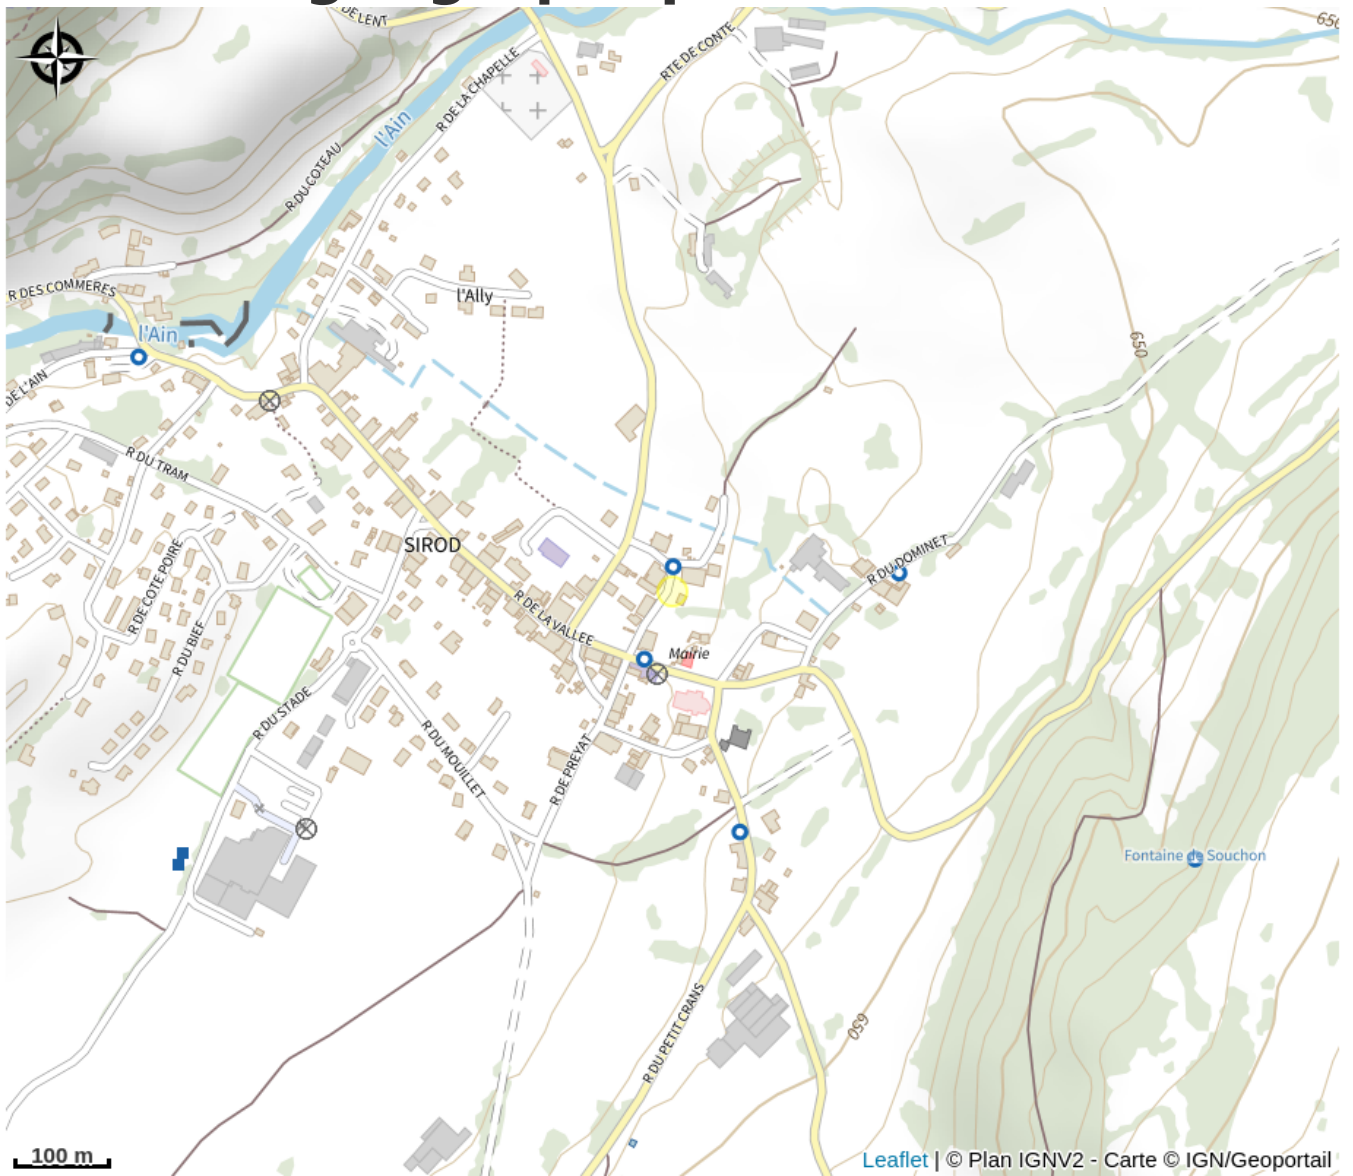 DE LENT
RTE DE CONTE
650
R DE LA CHAPELLE
l'Ain
R DU COTEAU
R DES COMMERES
l'Ally
l'Ain
650
DE L'AIN
R DU TRAM
SIROD
R DE COTE POIRE
R DU DOMINET
R DE LA VALLEE
R DU BIEF
Mairie
R DU STADE
R DU MOUILLET
R DE PREYAT
Fontaine de Souchon
650
R DU PETIT CRANS
100 m
Leaflet | © Plan IGNV2 - Carte © IGN/Geoportail